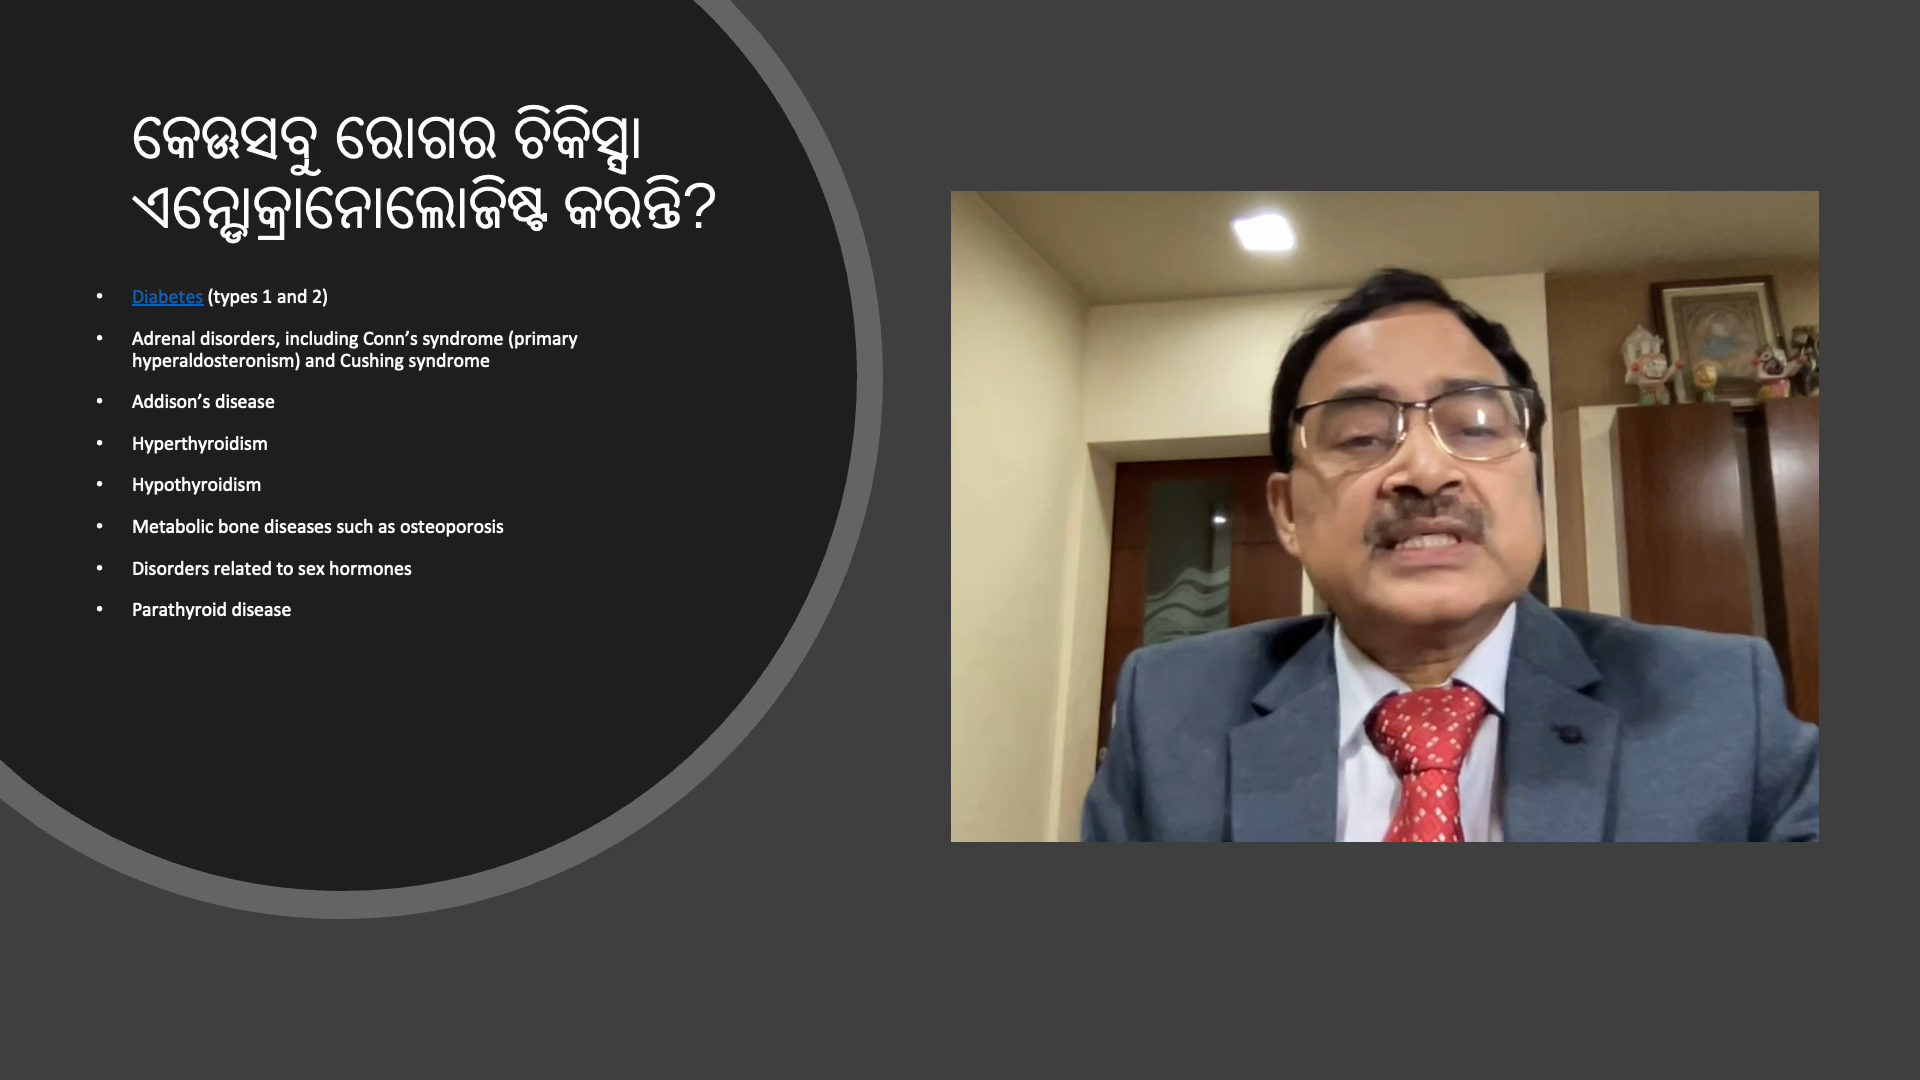 କେଉଁସବୁ ରୋଗର ଚିକିତ୍ସା
ଏନ୍ଡୋକ୍ରାନୋଲୋଜିଷ୍ଟ କରନ୍ତି?
• Diabetes (types 1 and 2)
• Adrenal disorders, including Conn’s syndrome (primary
hyperaldosteronism) and Cushing syndrome
• Addison’s disease
• Hyperthyroidism
• Hypothyroidism
• Metabolic bone diseases such as osteoporosis
• Disorders related to sex hormones
• Parathyroid disease